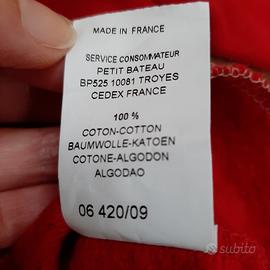 MADE IN FRANCE
SERVICE CONSOMMATEUR
PETIT BATEAU
BP525 10081 TROYES
CEDEX FRANCE
100 %
COTON-COTTON
BAUMWOLLE-KATOEN
COTONE-ALGODON
ALGODAO
06 420/09
subito